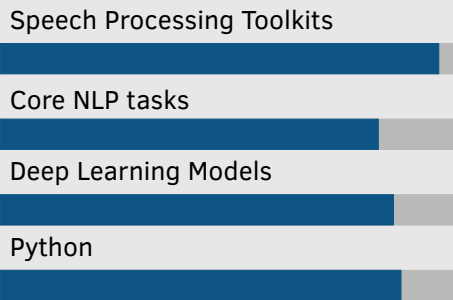 Speech Processing Toolkits
Core NLP tasks
Deep Learning Models
Python